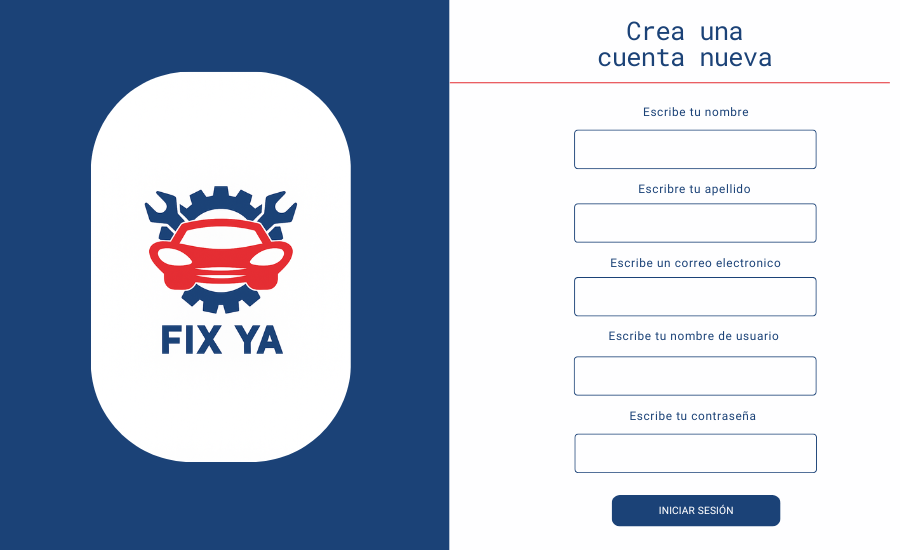 FIX YA
Crea una
cuenta nueva
Escribe tu nombre
Escribre tu apellido
Escribe un correo electronico
Escribe tu nombre de usuario
Escribe tu contraseña
INICIAR SESIÓN